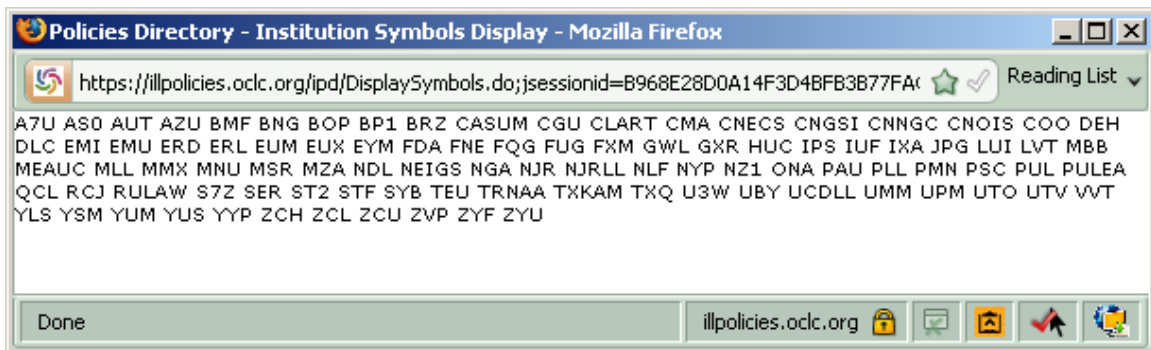 Policies Directory - Institution Symbols Display - Mozilla Firefox
https://illpolicies.oclc.org/ipd/DisplaySymbols.do;jsessionid=B968E28D0A14F3D4BFB3B77FA Reading List
A7U AS0 AUT AZU BMF BNG BOP BP1 BRZ CASUM CGU CLART CMA CNECS CNGSI CNNGC CNOIS COO DEH
DLC EMI EMU ERD ERL EUM EUX EYM FDA FNE FQG FUG FXM GWL GXR HUC IPS IUF IXA JPG LUI LVT MBB
MEAUC MLL MMX MNU MSR MZA NDL NEIGS NGA NJR NJRLL NLF NYP NZ1 ONA PAU PLL PMN PSC PUL PULEA
QCL RCJ RULAW S7Z SER ST2 STF SYB TEU TRNAA TXKAM TXQ U3W UBY UCDLL UMM UPM UTO UTV VVT
YLS YSM YUM YUS YYP ZCH ZCL ZCU ZVP ZYF ZYU
Done illpolicies.oclc.org